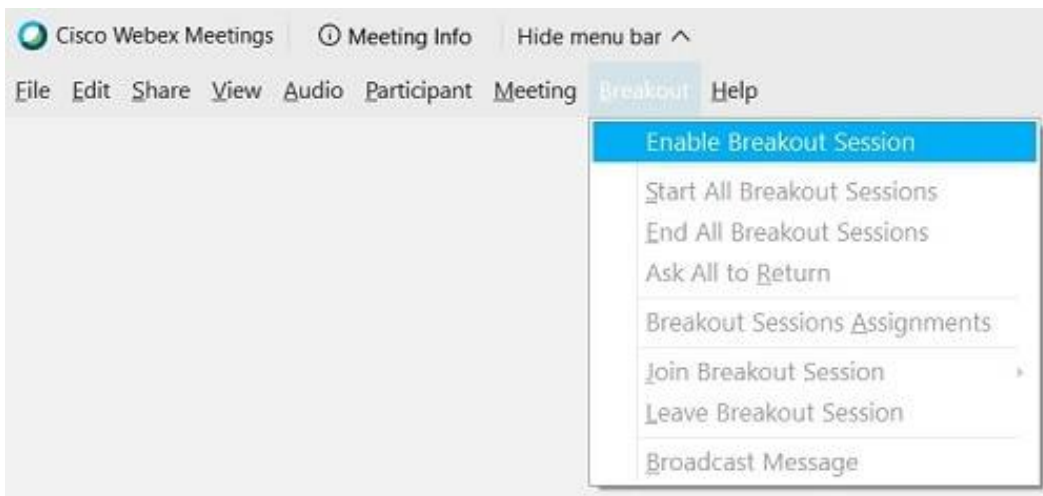 Cisco Webex Meetings Meeting Info Hide menu bar
File Edit Share View Audio Participant Meeting Breakout Help
Enable Breakout Session
Start All Breakout Sessions
End All Breakout Sessions
Ask All to Return
Breakout Sessions Assignments
Join Breakout Session
Leave Breakout Session
Broadcast Message